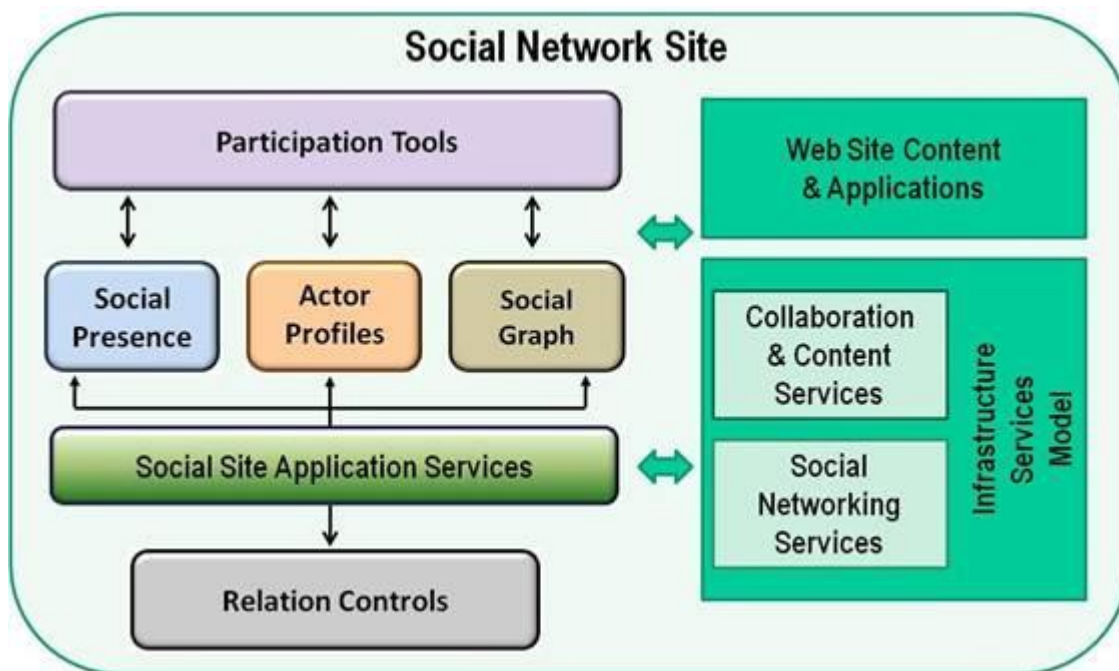 Social Network Site
Participation Tools
Web Site Content
& Applications
Social
Presence
Actor
Profiles
Social
Graph
Collaboration
& Content
Services
Infrastructure
Services
Model
Social Site Application Services
Social
Networking
Services
Relation Controls